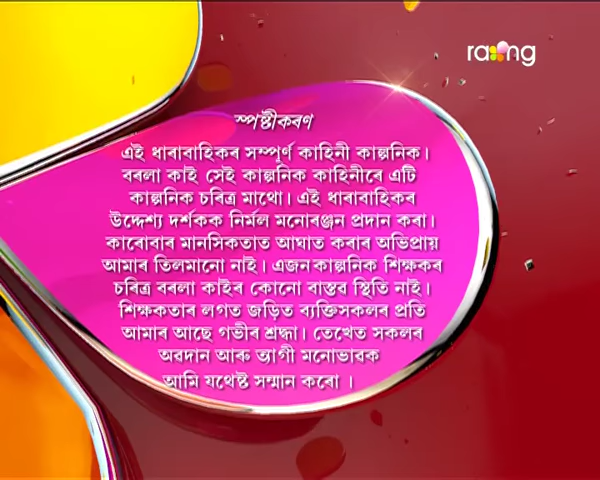 rang
স্পষ্টীকৰণ
এই ধাৰাবাহিকৰ সম্পূৰ্ণ কাহিনী কাল্পনিক।
বৰলা কাই সেই কাল্পনিক কাহিনীৰে এটি
কাল্পনিক চৰিত্ৰ মাথো। এই ধাৰাবাহিকৰ
উদ্দেশ্য দৰ্শকক নিৰ্মল মনোৰঞ্জন প্ৰদান কৰা।
কাৰোবাৰ মানসিকতাত আঘাত কৰাৰ অভিপ্ৰায়
আমাৰ তিলমানো নাই। এজন কাল্পনিক শিক্ষকৰ
চৰিত্ৰ বৰলা কাইৰ কোনো বাস্তৱ স্থিতি নাই।
শিক্ষকতাৰ লগত জড়িত ব্যক্তিসকলৰ প্ৰতি
আমাৰ আছে গভীৰ শ্ৰদ্ধা। তেখেত সকলৰ
অৱদান আৰু ত্যাগী মনোভাৱক
আমি যথেষ্ট সন্মান কৰো ।